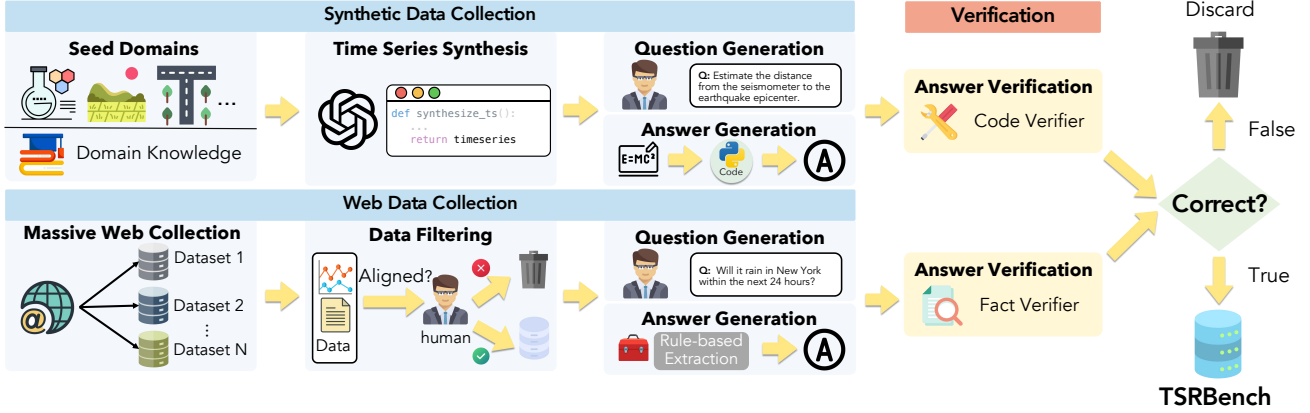 Synthetic Data Collection
Seed Domains
...
Domain Knowledge
Time Series Synthesis
def synthesize_ts():
...
return timeseries
Question Generation
Q: Estimate the distance
from the seismometer to the
earthquake epicenter.
Answer Generation
E=MC²
Code
A
Web Data Collection
Massive Web Collection
@
Dataset 1
Dataset 2
⋮
Dataset N
Data Filtering
Aligned?
Data
human
Question Generation
Q: Will it rain in New York
within the next 24 hours?
Answer Generation
Rule-based
Extraction
A
Verification
Answer Verification
Code Verifier
Answer Verification
Fact Verifier
Discard
False
Correct?
True
TSRBench